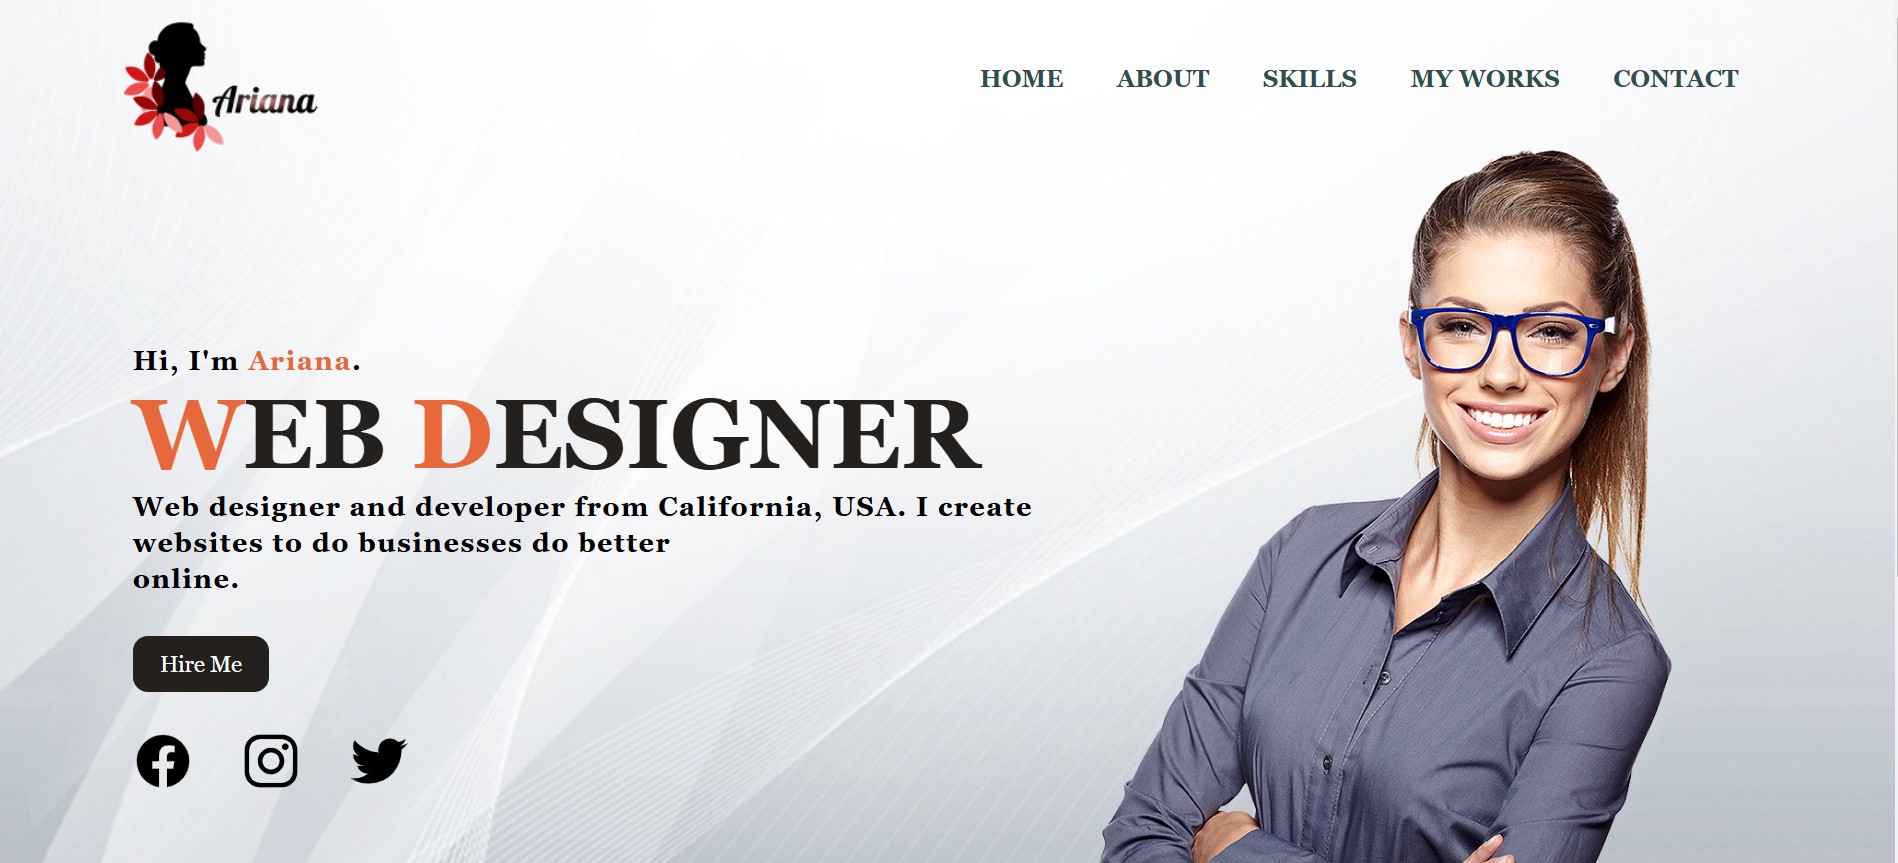 Ariana
HOME ABOUT SKILLS MY WORKS CONTACT
Hi, I'm Ariana.
WEB DESIGNER
Web designer and developer from California, USA. I create
websites to do businesses do better
online.
Hire Me